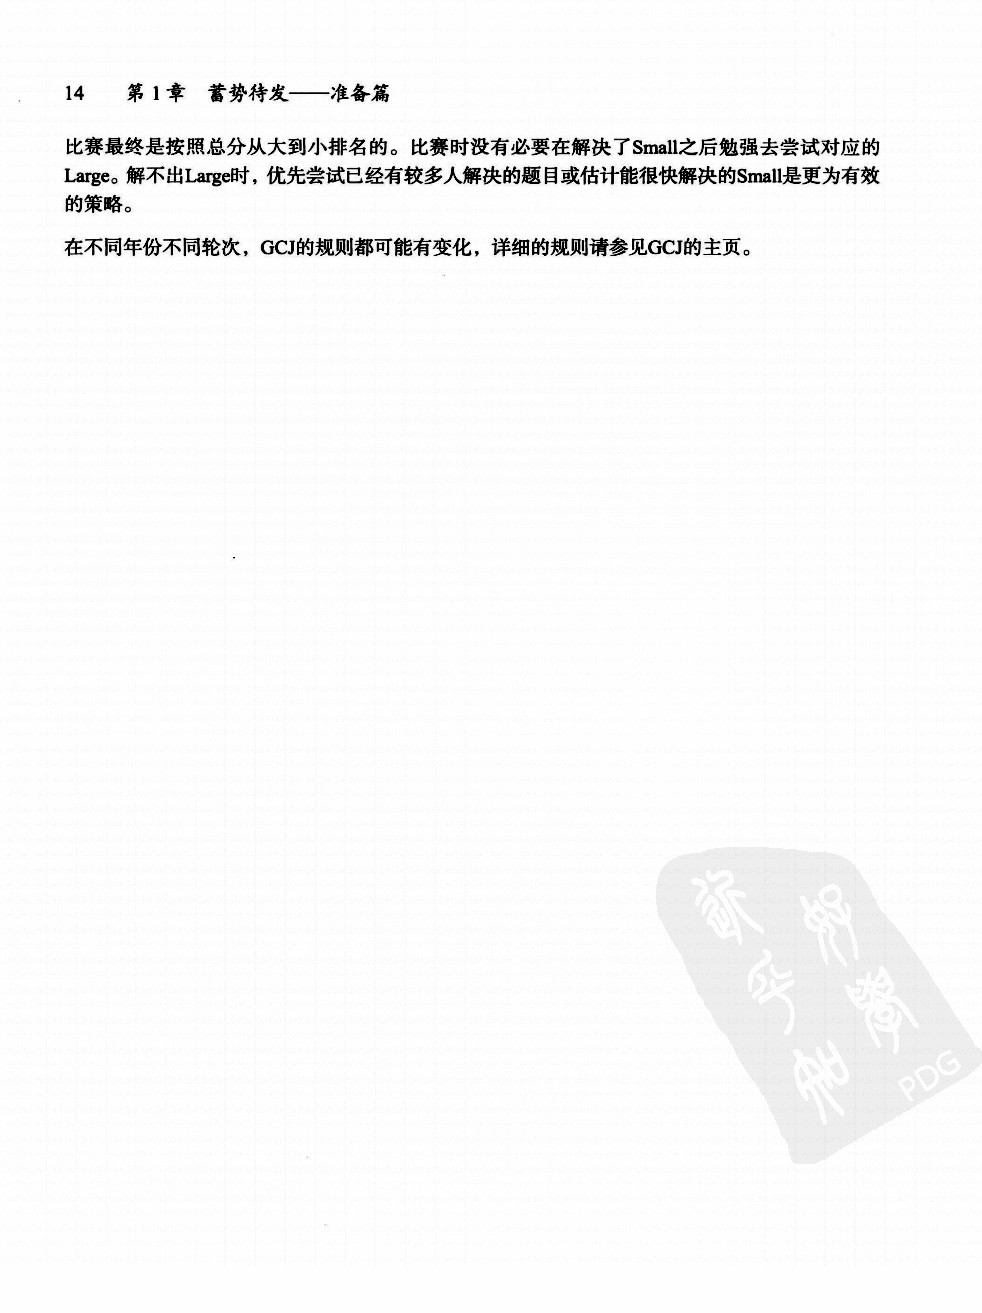 14 第1章 蓄势待发——准备篇
比赛最终是按照总分从大到小排名的。比赛时没有必要在解决了Small之后勉强去尝试对应的
Large。解不出Large时，优先尝试已经有较多人解决的题目或估计能很快解决的Small是更为有效
的策略。
在不同年份不同轮次，GCJ的规则都可能有变化，详细的规则请参见GCJ的主页。
PDG